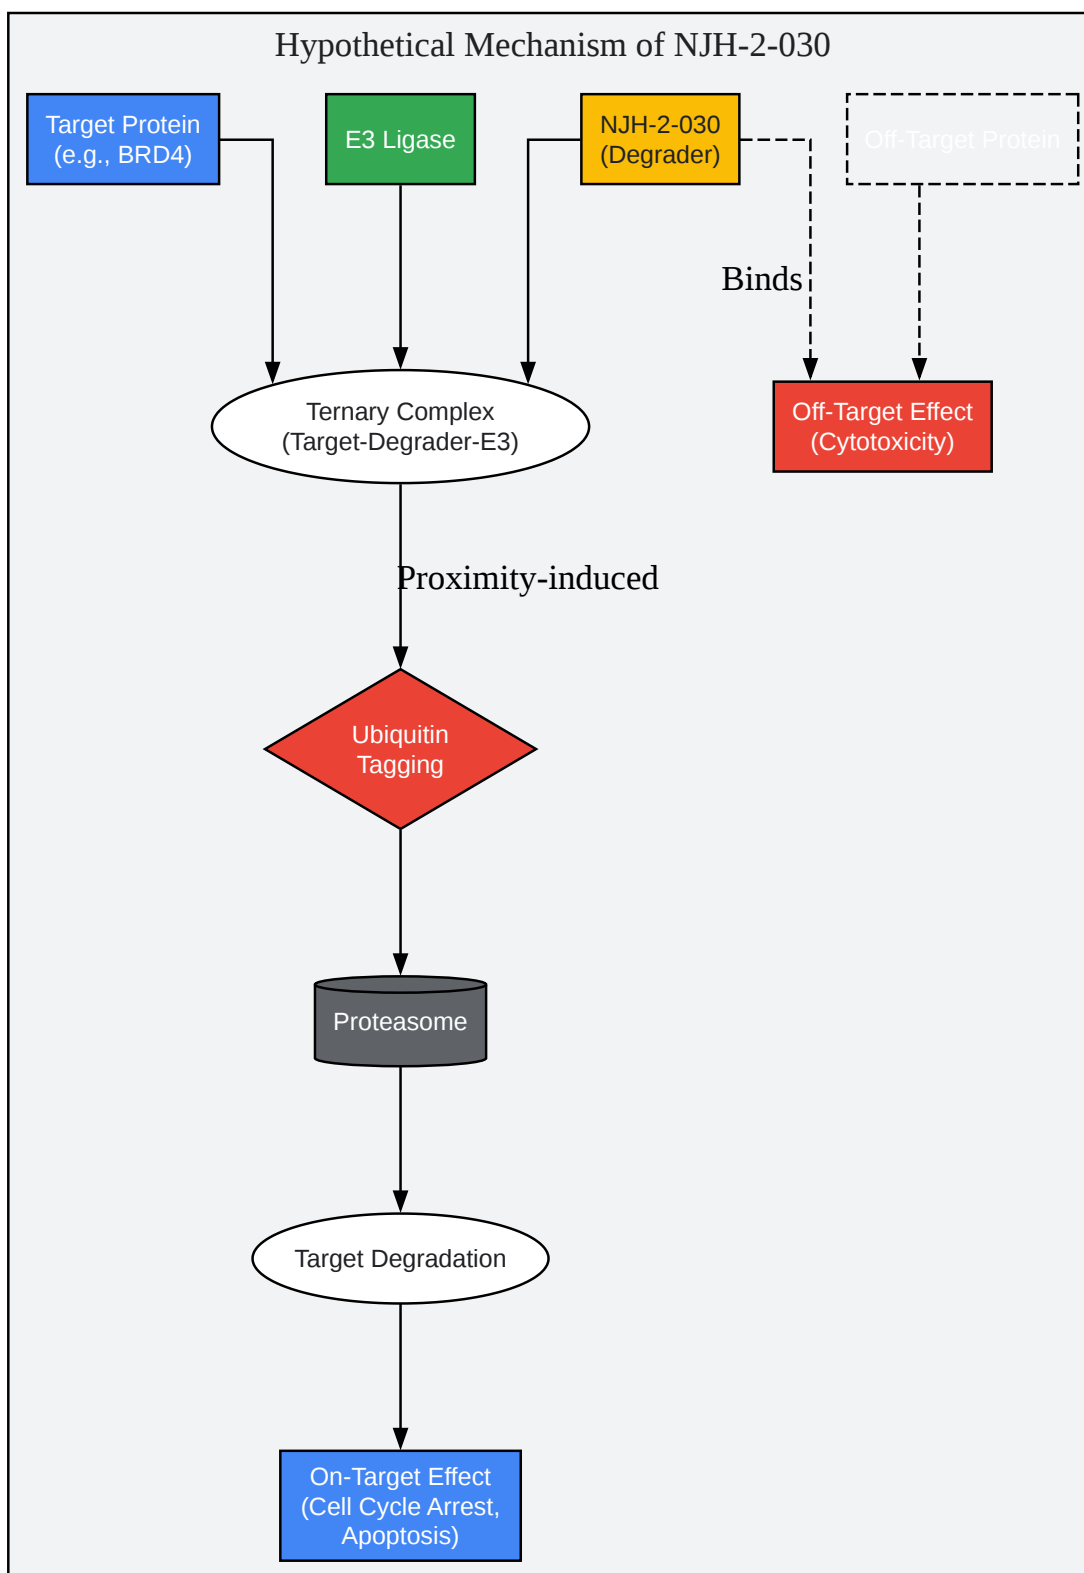 Hypothetical Mechanism of NJH-2-030
Target Protein
(e.g., BRD4)
E3 Ligase
NJH-2-030
(Degrader)
Off-Target Protein
Binds
Ternary Complex
(Target-Degrader-E3)
Off-Target Effect
(Cytotoxicity)
Proximity-induced
Ubiquitin
Tagging
Proteasome
Target Degradation
On-Target Effect
(Cell Cycle Arrest,
Apoptosis)